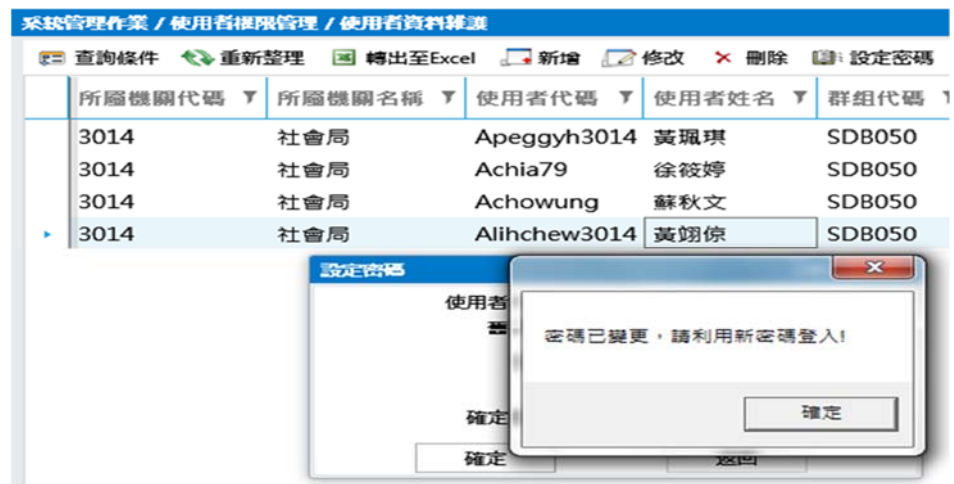 系統管理作業 / 使用者權限管理 / 使用者資料維護
查詢條件 重新整理 轉出至Excel 新增 修改 刪除 設定密碼
所屬機關代碼 所屬機關名稱 使用者代碼 使用者姓名 群組代碼
3014 社會局 Apeggyh3014 黃珮琪 SDB050
3014 社會局 Achia79 徐筱婷 SDB050
3014 社會局 Achowung 蘇秋文 SDB050
3014 社會局 Alihchew3014 黃翊倞 SDB050
設定密碼
使用者
密碼已變更，請利用新密碼登入!
確定
確定
確定 返回